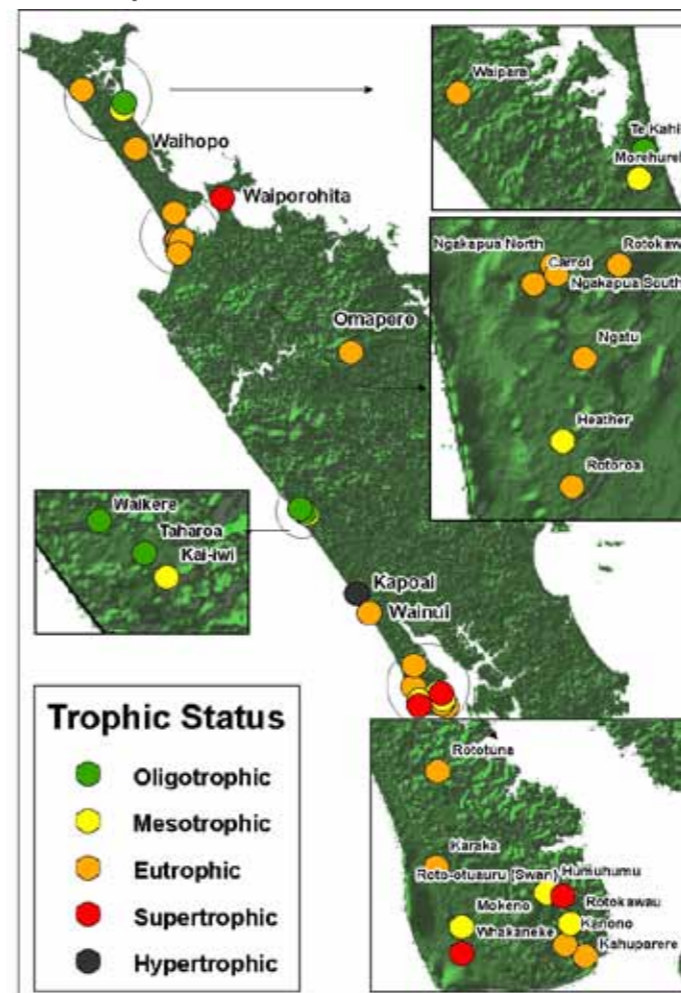 Waipara
Te Kahi
Morehurehu
Waihopo
Waiporohita
Ngakapua North
Rotokaw
Carrot
Ngakapua South
Omapere
Ngatu
Heather
Rotoroa
Waikere
Taharoa
Kai-iwi
Kapoai
Wainui
Trophic Status
Oligotrophic
Mesotrophic
Eutrophic
Supertrophic
Hypertrophic
Rototuna
Karaka
Roto-otuauru (Swan)
Humuhumu
Mokeno
Rotokawau
Kanono
Whakaneke
Kahuparere